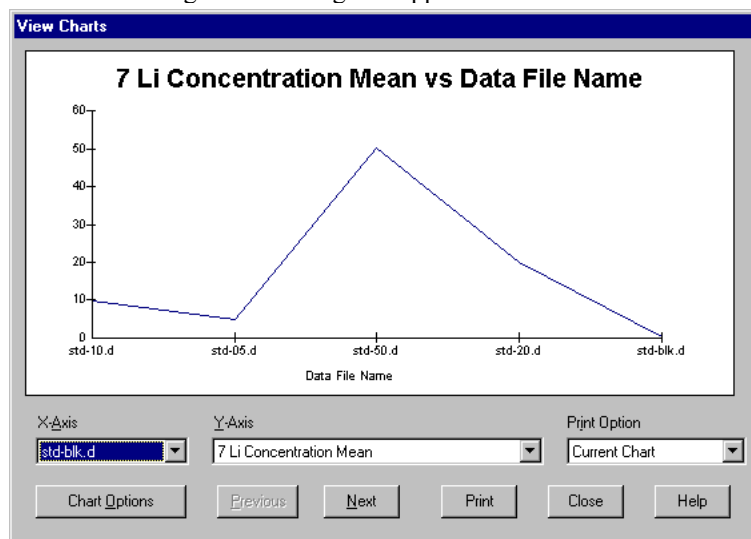 View Charts
7 Li Concentration Mean vs Data File Name
60
50
40
30
20
10
0
std-10.d std-05.d std-50.d std-20.d std-blk.d
Data File Name
X-Axis Y-Axis Print Option
std-blk.d 7 Li Concentration Mean Current Chart
Chart Options Previous Next Print Close Help